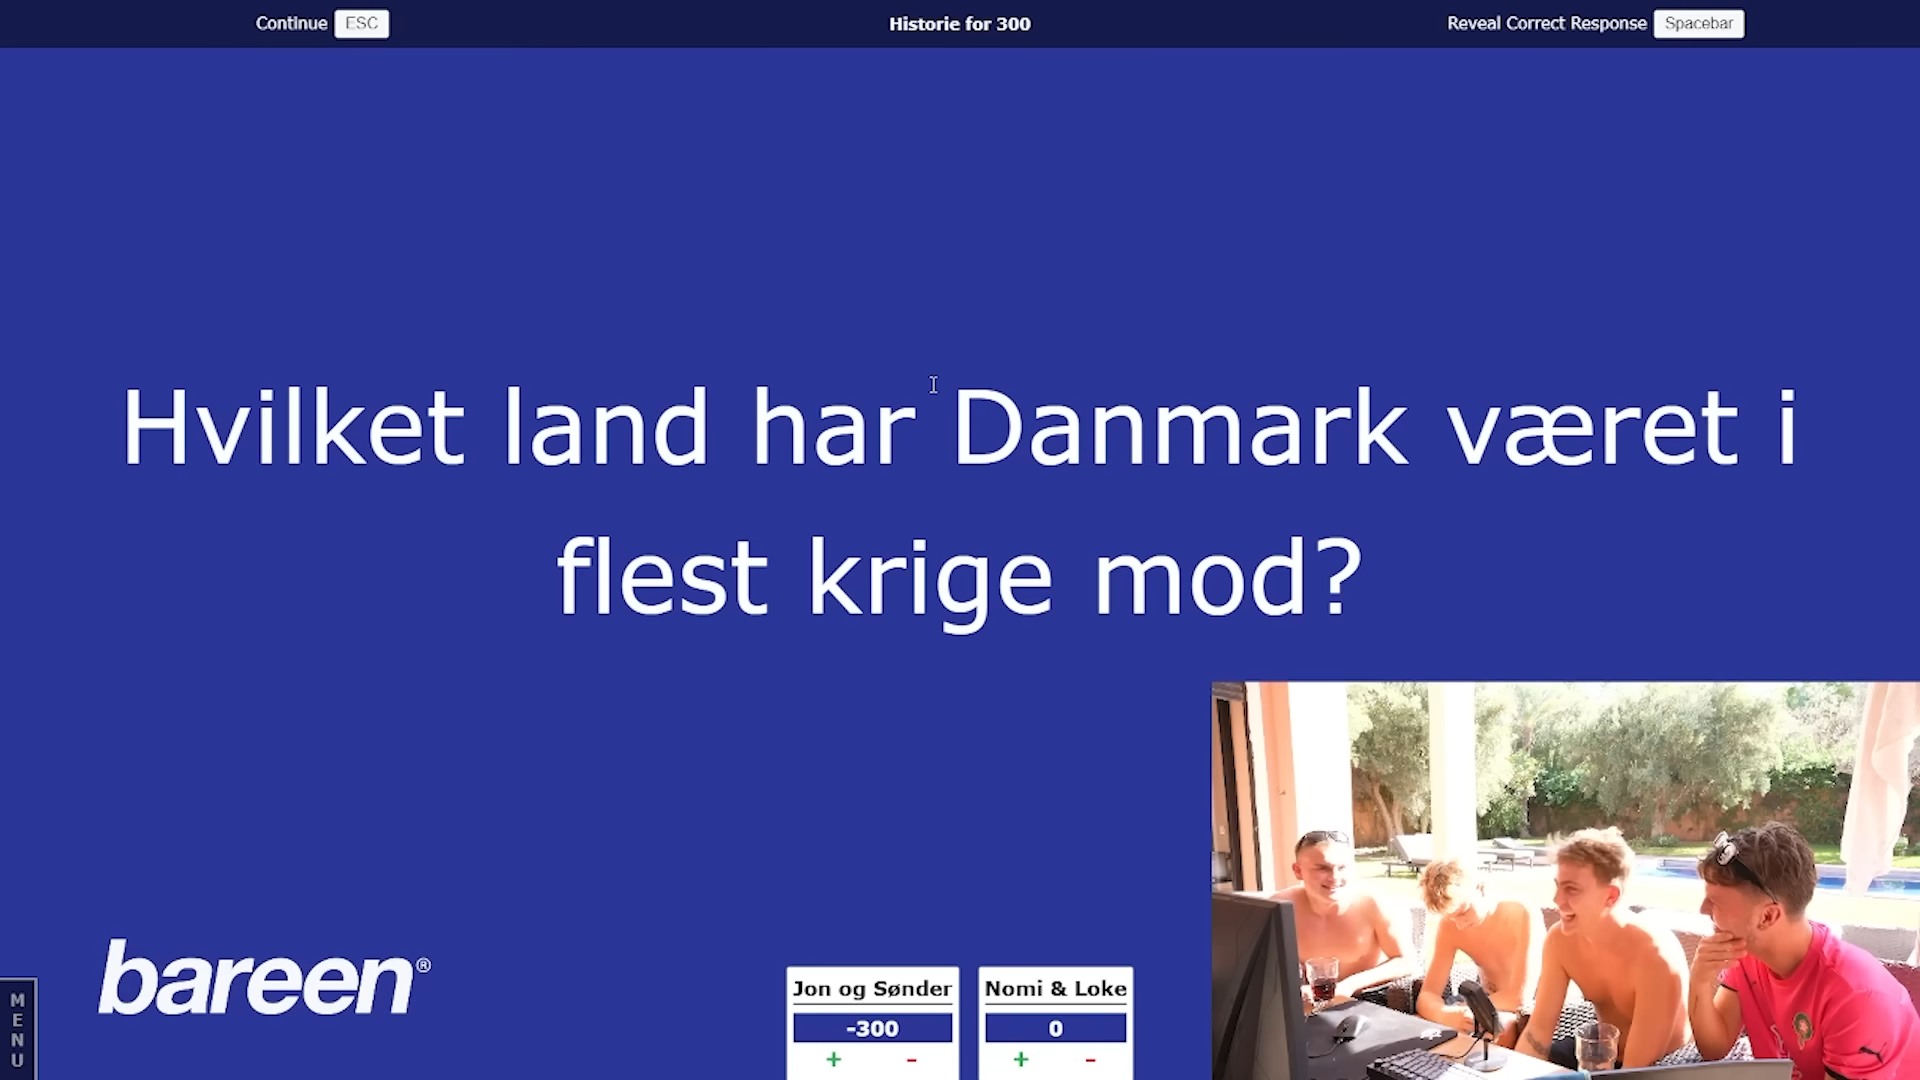 Continue ESC
Historie for 300
Reveal Correct Response Spacebar
Hvilket land har Danmark været i
flest krige mod?
bareen®
MENU
Jon og Sønder
-300
+ -
Nomi & Loke
0
+ -